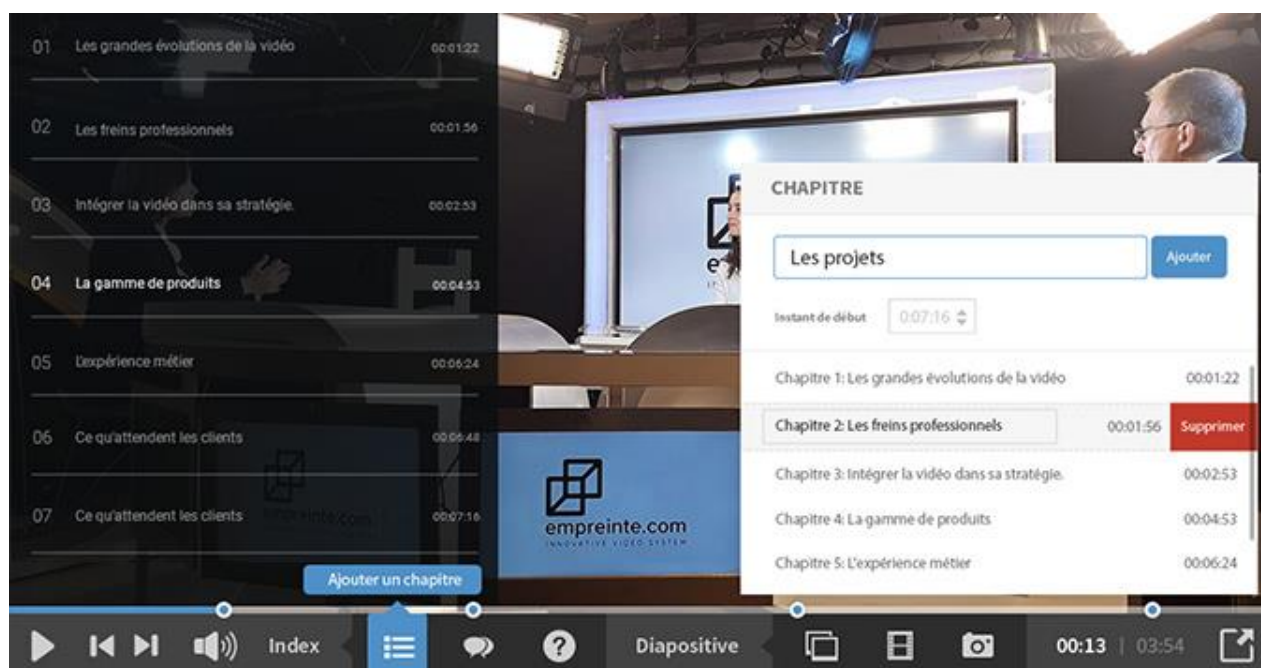 01 Les grandes évolutions de la vidéo 00:01:22
02 Les freins professionnels 00:01:56
03 Intégrer la vidéo dans sa stratégie. 00:02:53
04 La gamme de produits 00:04:53
05 L'expérience métier 00:06:24
06 Ce qu'attendent les clients 00:06:48
07 Ce qu'attendent les clients 00:07:16
Ajouter un chapitre
CHAPITRE
Les projets Ajouter
Instant de début 0:07:16
Chapitre 1: Les grandes évolutions de la vidéo 00:01:22
Chapitre 2: Les freins professionnels 00:01:56 Supprimer
Chapitre 3: Intégrer la vidéo dans sa stratégie. 00:02:53
Chapitre 4: La gamme de produits 00:04:53
Chapitre 5: L'expérience métier 00:06:24
empreinte.com
INNOVATIVE VIDEO SYSTEM
Index ? Diapositive 00:13 | 03:54